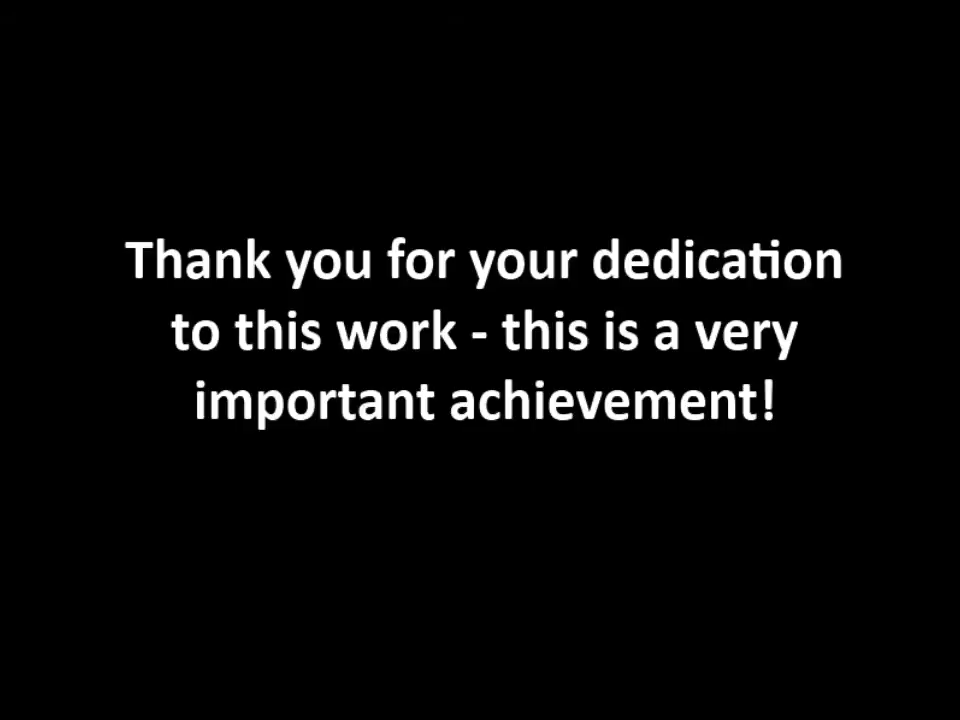 Thank you for your dedication
to this work - this is a very
important achievement!